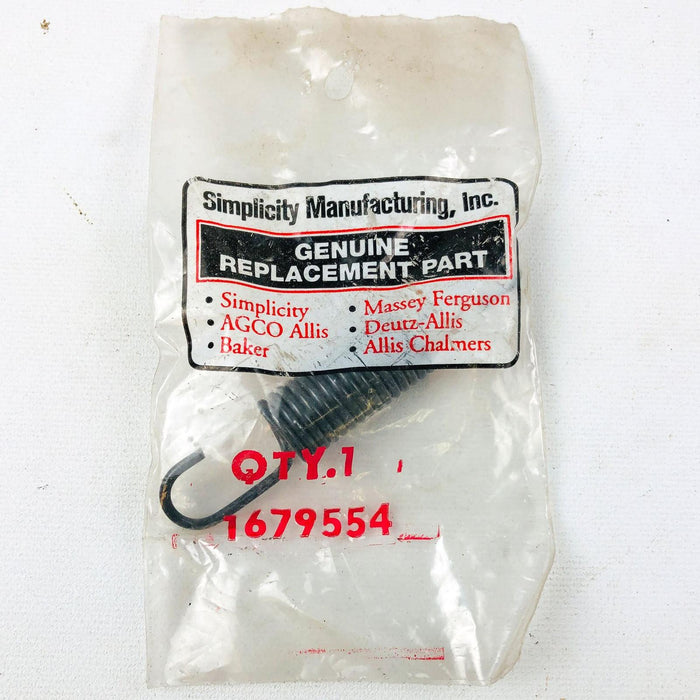 Simplicity Manufacturing, Inc.
GENUINE
REPLACEMENT PART
• Simplicity • Massey Ferguson
• AGCO Allis • Deutz-Allis
• Baker • Allis Chalmers
QTY.1
1679554